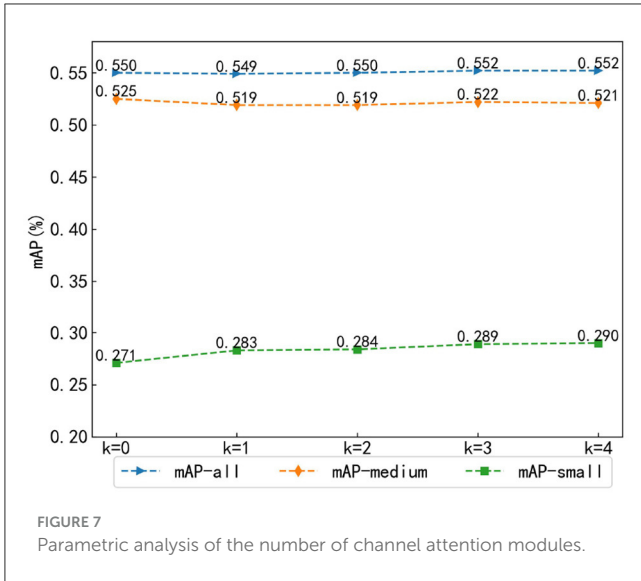 0.550 0.549 0.550 0.552 0.552
0.55
0.525 0.519 0.519 0.522 0.521
0.50
0.45
0.40
mAP(%)
0.35
0.30
0.271 0.283 0.284 0.289 0.290
0.25
0.20
k=0 k=1 k=2 k=3 k=4
mAP-all mAP-medium mAP-small
FIGURE 7
Parametric analysis of the number of channel attention modules.